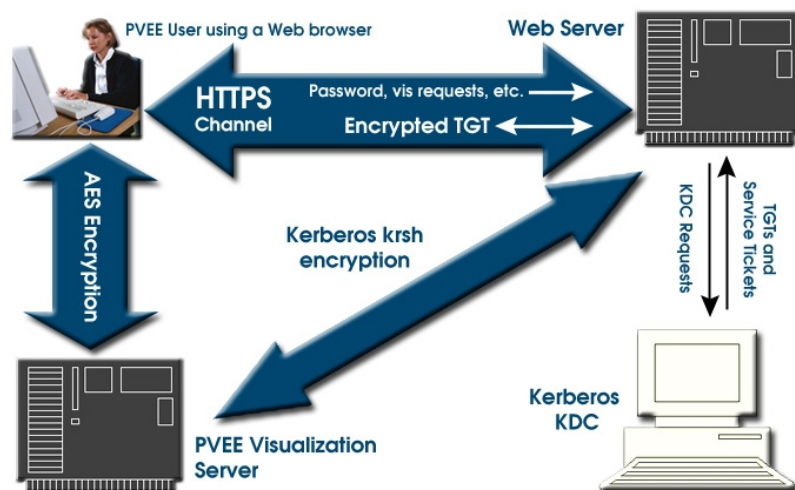 PVEE User using a Web browser
Web Server
HTTPS
Channel
Password, vis requests, etc.
Encrypted TGT
AES Encryption
Kerberos krsh
encryption
KDC Requests
TGTs and
Service Tickets
Kerberos
KDC
PVEE Visualization
Server